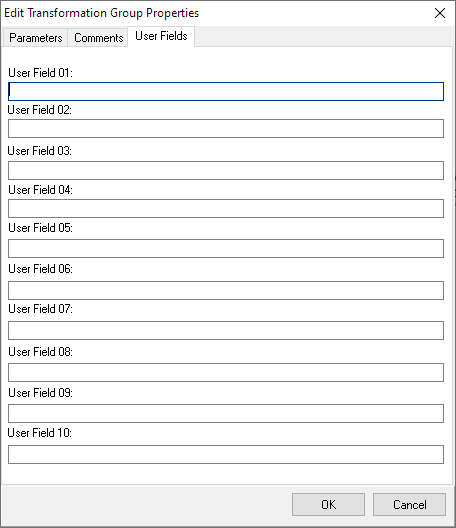 Edit Transformation Group Properties
Parameters Comments User Fields
User Field 01:
User Field 02:
User Field 03:
User Field 04:
User Field 05:
User Field 06:
User Field 07:
User Field 08:
User Field 09:
User Field 10:
OK Cancel